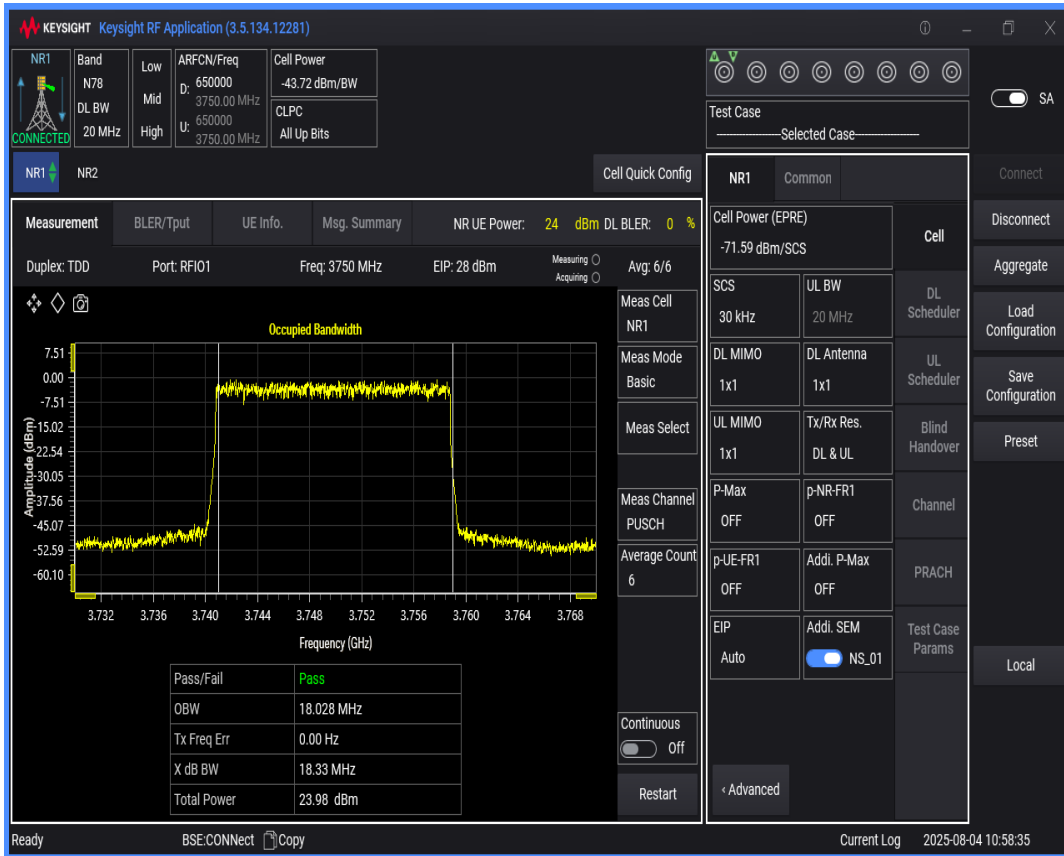 KEYSIGHT Keysight RF Application (3.5.134.12281)
NR1
CONNECTED
Band
N78
DL BW
20 MHz
Low
Mid
High
ARFCN/Freq
D: 650000
3750.00 MHz
U: 650000
3750.00 MHz
Cell Power
-43.72 dBm/BW
CLPC
All Up Bits
Test Case
Selected Case
SA
NR1
NR2
Cell Quick Config
Measurement
BLER/Tput
UE Info.
Msg. Summary
NR UE Power: 24 dBm DL BLER: 0 %
Duplex: TDD
Port: RFIO1
Freq: 3750 MHz
EIP: 28 dBm
Measuring
Acquiring
Avg: 6/6
Occupied Bandwidth
Amplitude (dBm)
7.51
0.00
-7.51
-15.02
-22.54
-30.05
-37.56
-45.07
-52.59
-60.10
3.732 3.736 3.740 3.744 3.748 3.752 3.756 3.760 3.764 3.768
Frequency (GHz)
Pass/Fail Pass
OBW 18.028 MHz
Tx Freq Err 0.00 Hz
X dB BW 18.33 MHz
Total Power 23.98 dBm
Meas Cell
NR1
Meas Mode
Basic
Meas Select
Meas Channel
PUSCH
Average Count
6
Continuous
Off
Restart
NR1
Common
Cell Power (EPRE)
-71.59 dBm/SCS
SCS
30 kHz
UL BW
20 MHz
DL MIMO
1x1
DL Antenna
1x1
UL MIMO
1x1
Tx/Rx Res.
DL & UL
P-Max
OFF
p-NR-FR1
OFF
p-UE-FR1
OFF
Addi. P-Max
OFF
EIP
Auto
Addi. SEM
NS_01
‹ Advanced
Cell
DL
Scheduler
UL
Scheduler
Blind
Handover
Channel
PRACH
Test Case
Params
Connect
Disconnect
Aggregate
Load
Configuration
Save
Configuration
Preset
Local
Ready
BSE:CONNect
Copy
Current Log
2025-08-04 10:58:35